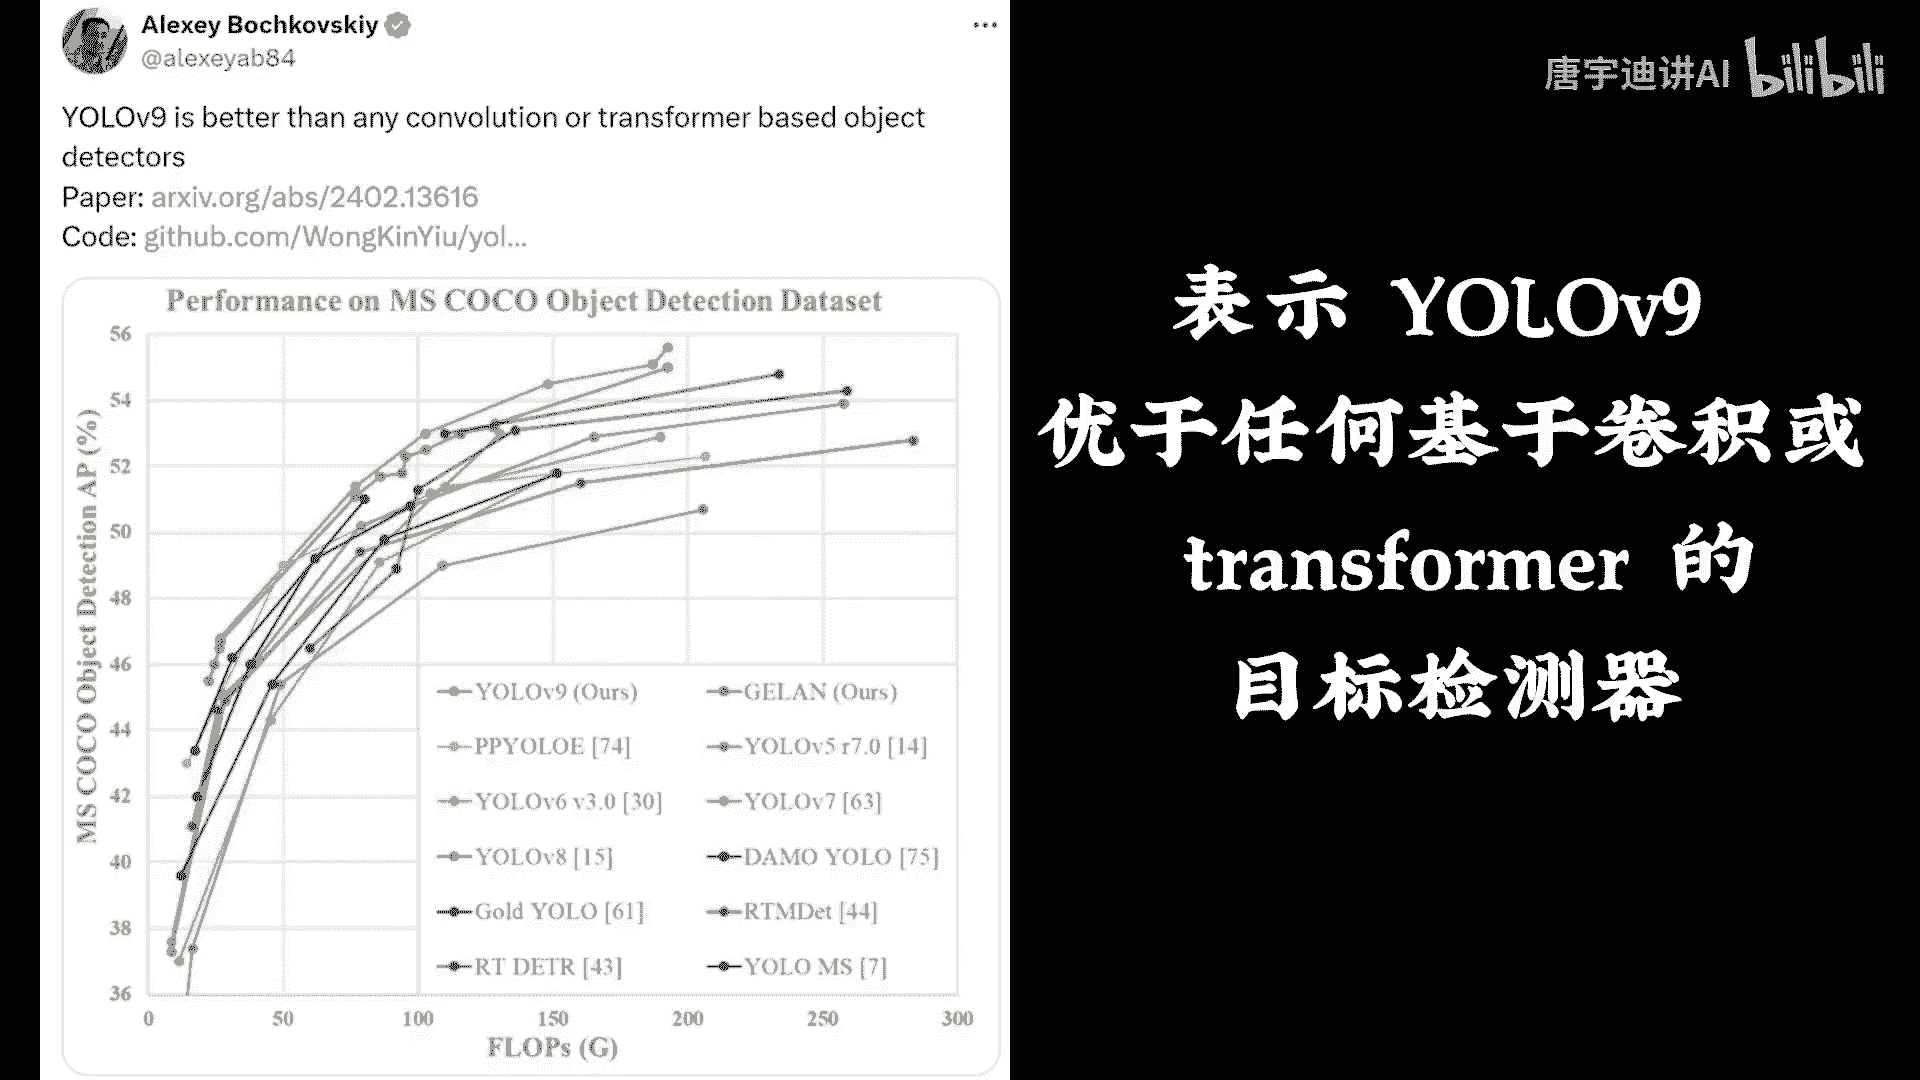 Alexey Bochkovskiy
@alexeyab84
YOLOv9 is better than any convolution or transformer based object
detectors
Paper: arxiv.org/abs/2402.13616
Code: github.com/WongKinYiu/yol...
Performance on MS COCO Object Detection Dataset
MS COCO Object Detection AP (%)
56
54
52
50
48
46
44
42
40
38
36
YOLOv9 (Ours)
GELAN (Ours)
PPYOLOE [74]
YOLOv5 r7.0 [14]
YOLOv6 v3.0 [30]
YOLOv7 [63]
YOLOv8 [15]
DAMO YOLO [75]
Gold YOLO [61]
RTMDet [44]
RT DETR [43]
YOLO MS [7]
0 50 100 150 200 250 300
FLOPs (G)
唐宇迪讲AI bilibili
表示 YOLOv9
优于任何基于卷积或
transformer 的
目标检测器